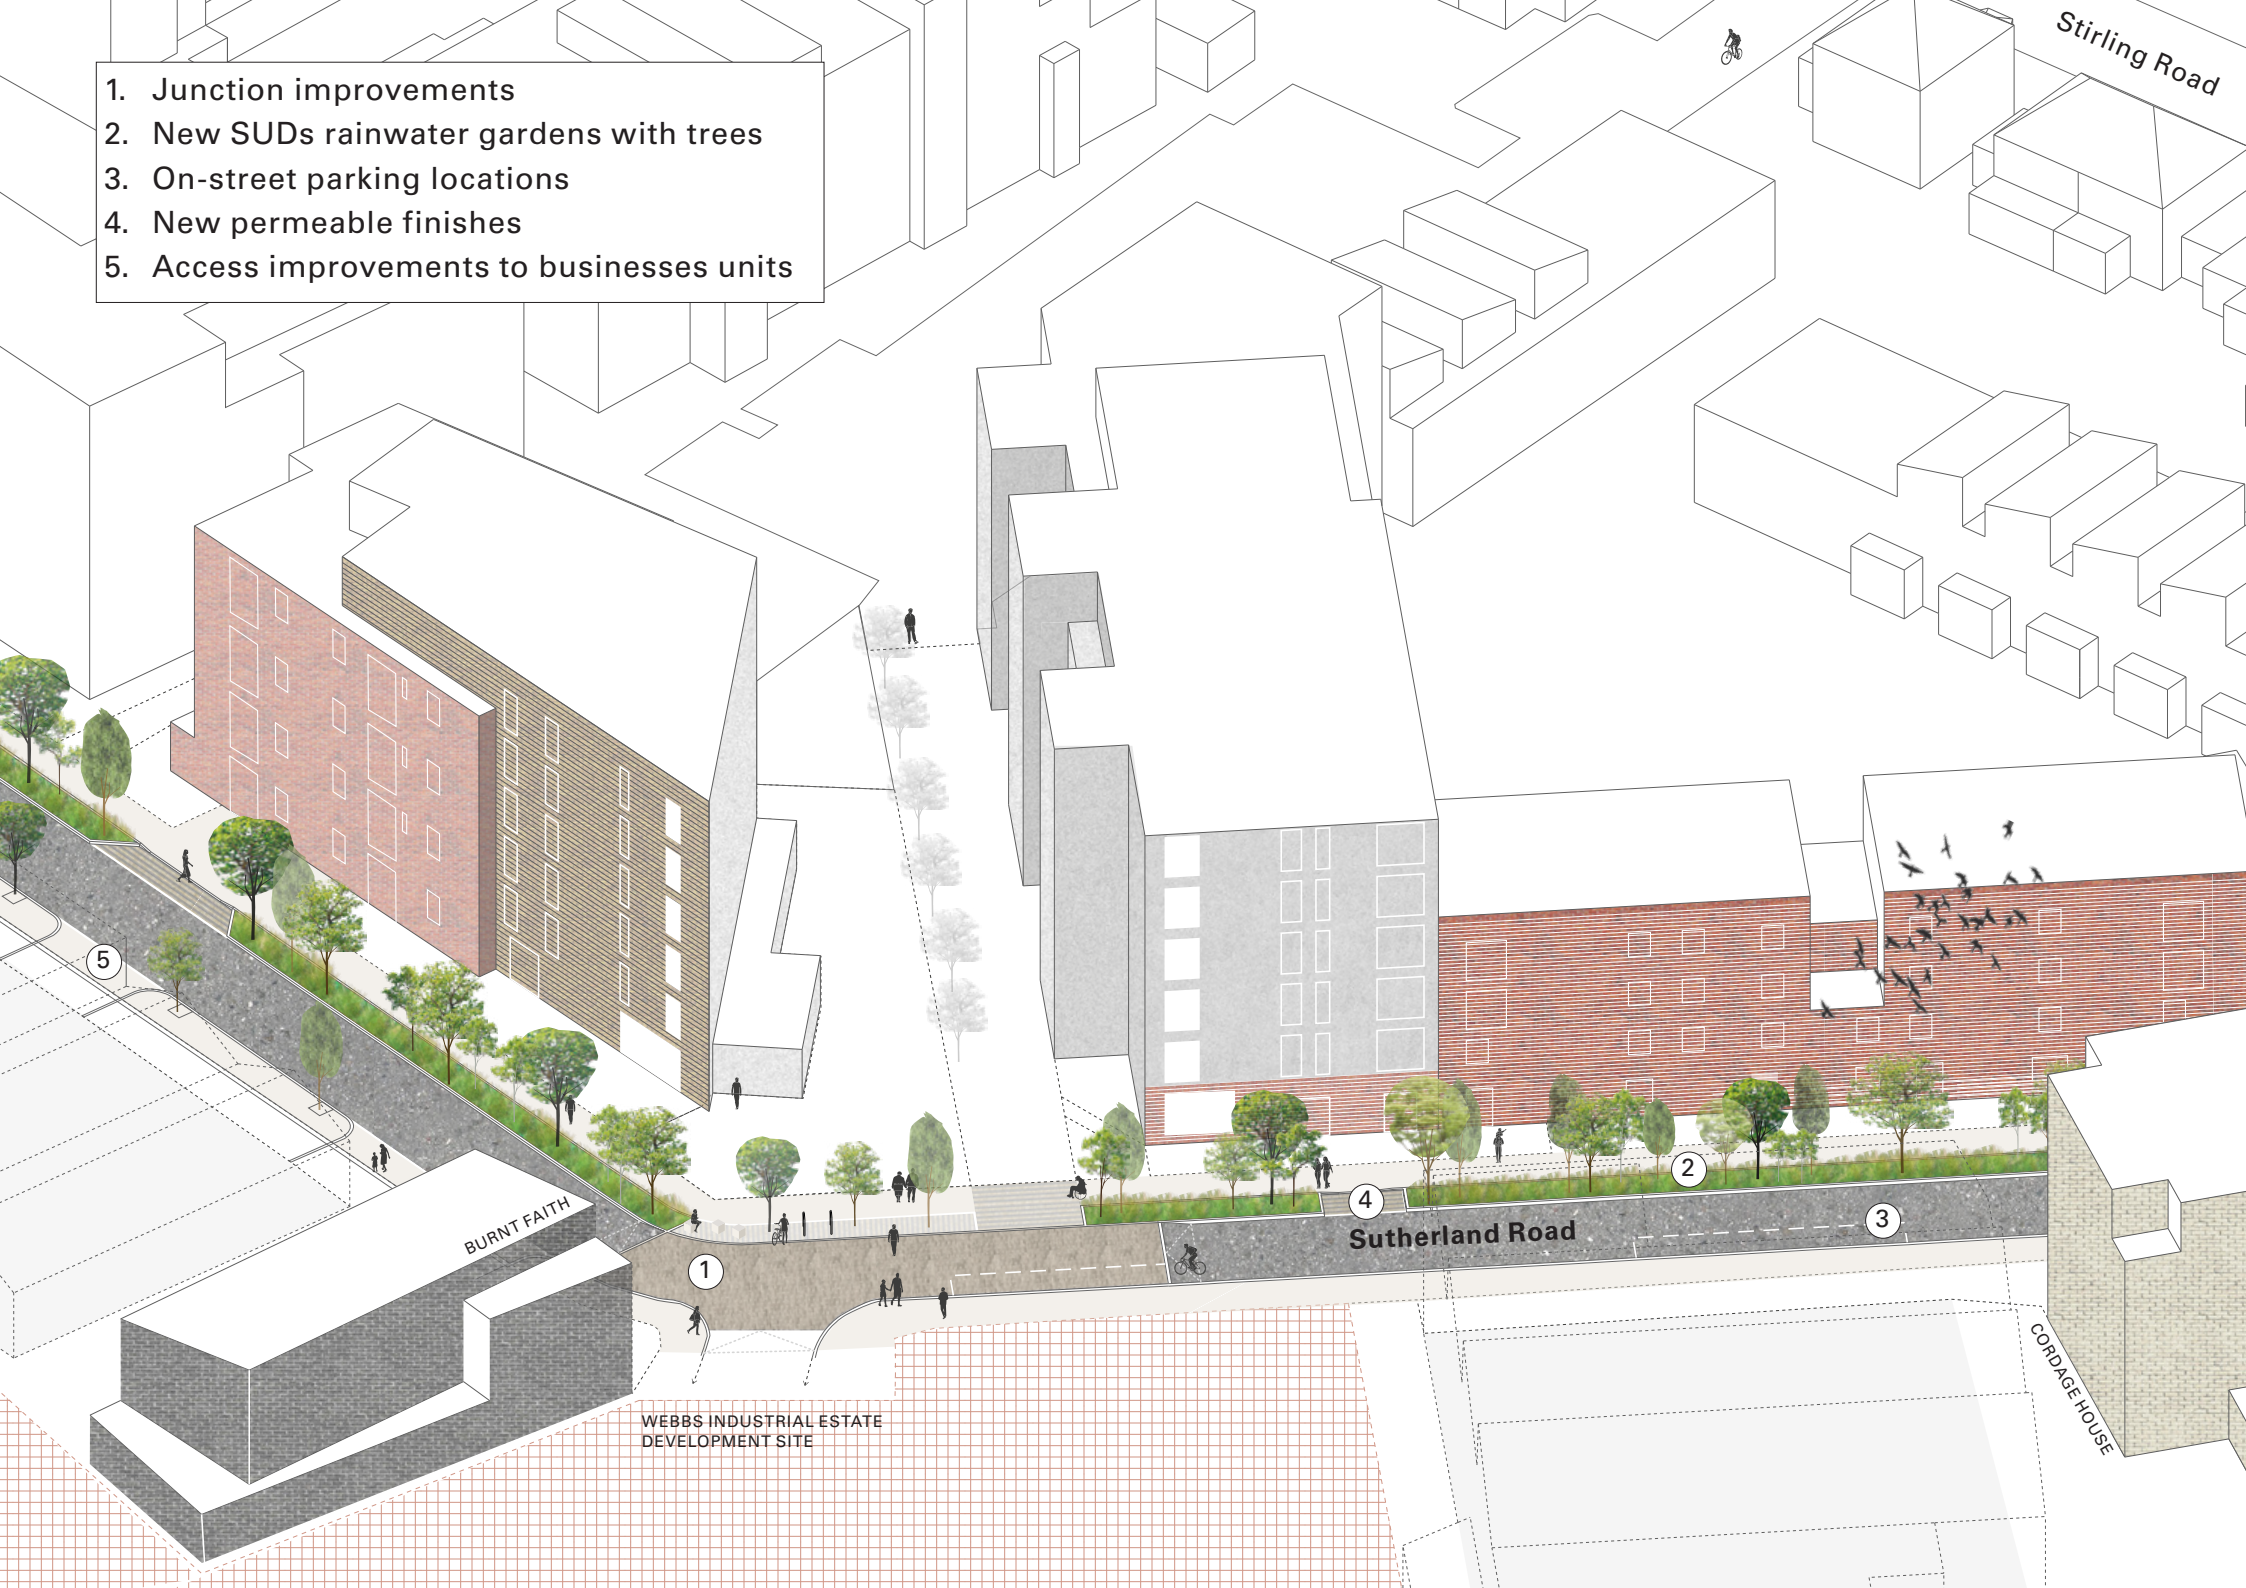 Stirling Road
1. Junction improvements
2. New SUDs rainwater gardens with trees
3. On-street parking locations
4. New permeable finishes
5. Access improvements to businesses units
5
2
4
3
Sutherland Road
BURNT FAITH
1
CORDAGE HOUSE
WEBBS INDUSTRIAL ESTATE
DEVELOPMENT SITE